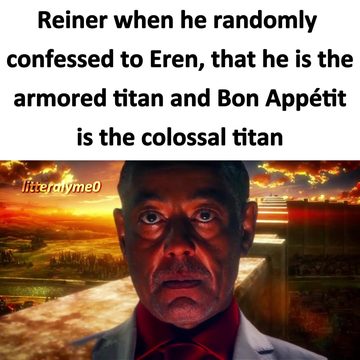 Reiner when he randomly
confessed to Eren, that he is the
armored titan and Bon Appétit
is the colossal titan
litteralyme0